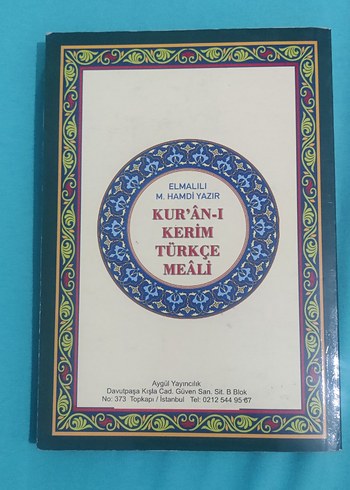 ELMALILI
M. HAMDİ YAZIR
KUR'ÂN-I
KERİM
TÜRKÇE
MEÂLİ
Aygül Yayıncılık
Davutpaşa Kışla Cad. Güven San. Sit. B Blok
No: 373 Topkapı / İstanbul Tel: 0212 544 95 67